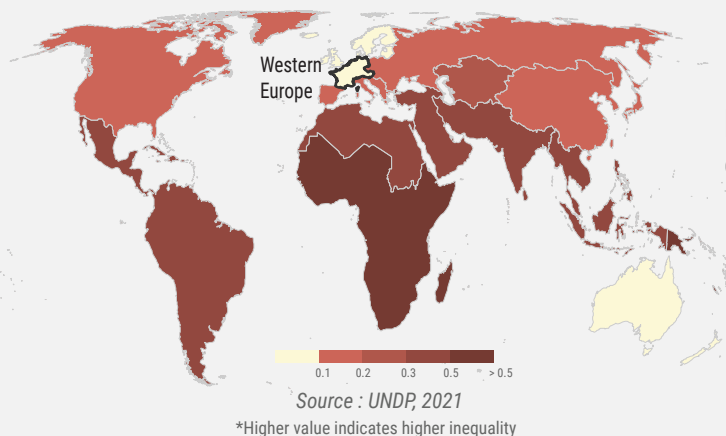 Western
Europe
0.1 0.2 0.3 0.5 > 0.5
Source : UNDP, 2021
*Higher value indicates higher inequality